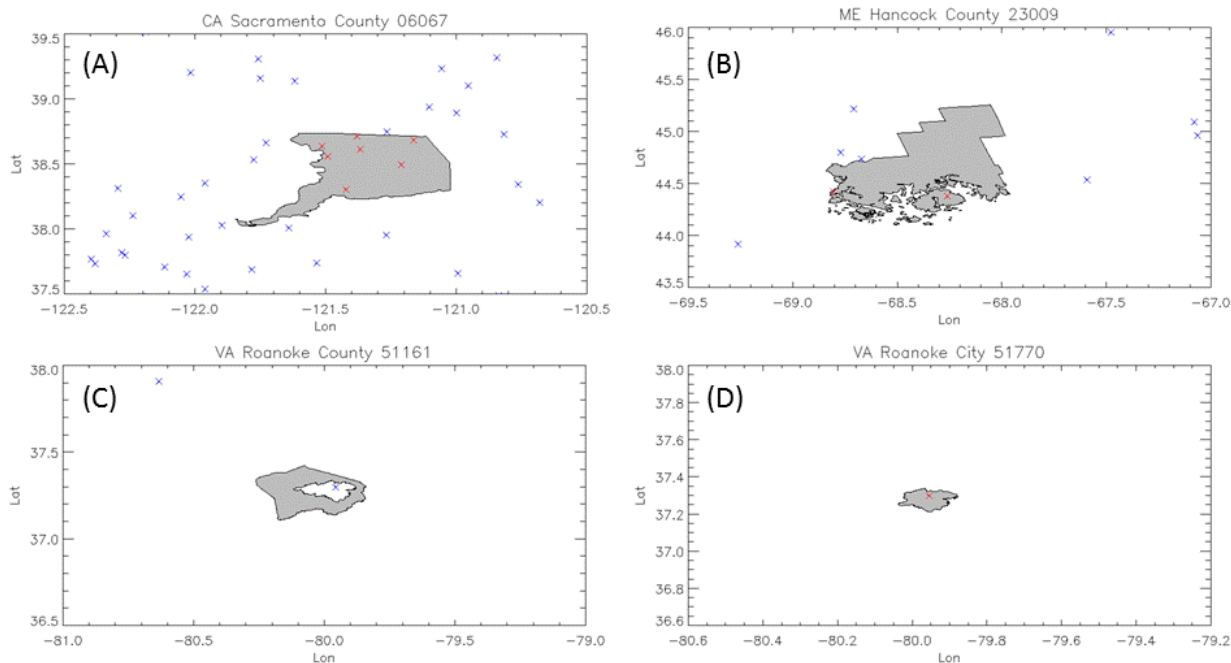 CA Sacramento County 06067
(A)
39.5
39.0
38.5
38.0
37.5
Lat
−122.5 −122.0 −121.5 −121.0 −120.5
Lon
ME Hancock County 23009
(B)
46.0
45.5
45.0
44.5
44.0
43.5
Lat
−69.5 −69.0 −68.5 −68.0 −67.5 −67.0
Lon
VA Roanoke County 51161
(C)
38.0
37.5
37.0
36.5
Lat
−81.0 −80.5 −80.0 −79.5 −79.0
Lon
VA Roanoke City 51770
(D)
38.0
37.8
37.6
37.4
37.2
37.0
36.8
36.6
Lat
−80.6 −80.4 −80.2 −80.0 −79.8 −79.6 −79.4 −79.2
Lon